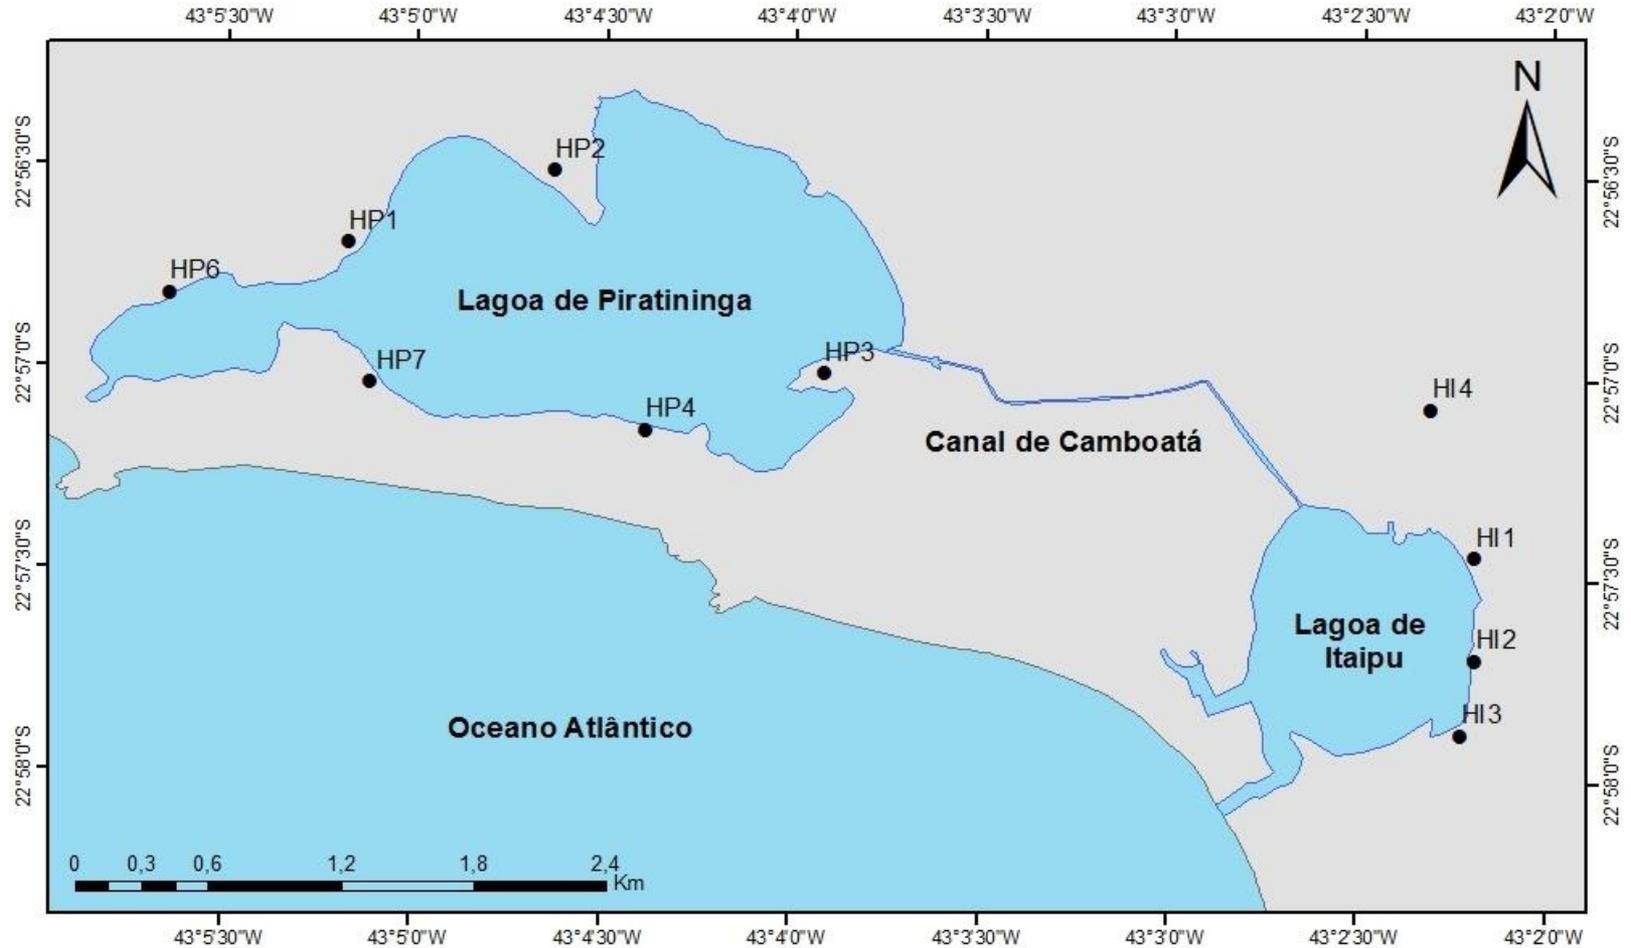 43°5'30"W 43°5'0"W 43°4'30"W 43°4'0"W 43°3'30"W 43°3'0"W 43°2'30"W 43°2'0"W
N
22°56'30"S
22°56'30"S
HP2
HP1
HP6
Lagoa de Piratininga
22°57'0"S
22°57'0"S
HP3
HP7
HI4
HP4
Canal de Camboatá
22°57'30"S
22°57'30"S
HI1
Lagoa de
Itaipu
HI2
HI3
Oceano Atlântico
22°58'0"S
22°58'0"S
0 0,3 0,6 1,2 1,8 2,4
Km
43°5'30"W 43°5'0"W 43°4'30"W 43°4'0"W 43°3'30"W 43°3'0"W 43°2'30"W 43°2'0"W